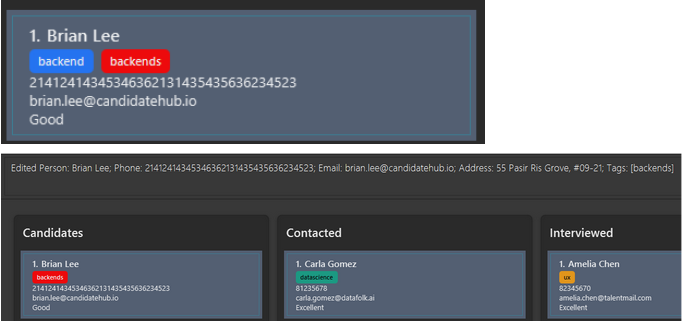 1. Brian Lee
backend backends
21412414345346362131435435636234523
brian.lee@candidatehub.io
Good
Edited Person: Brian Lee; Phone: 21412414345346362131435435636234523; Email: brian.lee@candidatehub.io; Address: 55 Pasir Ris Grove, #09-21; Tags: [backends]
Candidates Contacted Interviewed
1. Brian Lee 1. Carla Gomez 1. Amelia Chen
backends datascience ux
21412414345346362131435435636234523 81235678 82345670
brian.lee@candidatehub.io carla.gomez@datafolk.ai amelia.chen@talentmail.com
Good Excellent Excellent